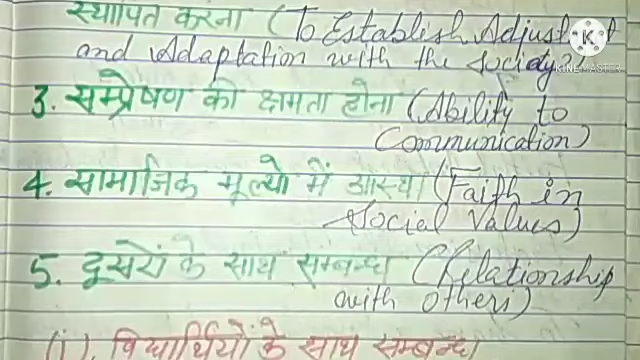 स्थापित करना (To Establish Adjust
and Adaptation with the Society)
3. सम्प्रेषण की क्षमता होना (Ability to
Communication)
4. सामाजिक मूल्यो में आस्था (Faith in
Social Values)
5. दूसरों के साथ सम्बन्ध (Relationship
with others)
(i). विद्यार्थियों के साथ सम्बन्ध
K
KINEMASTER